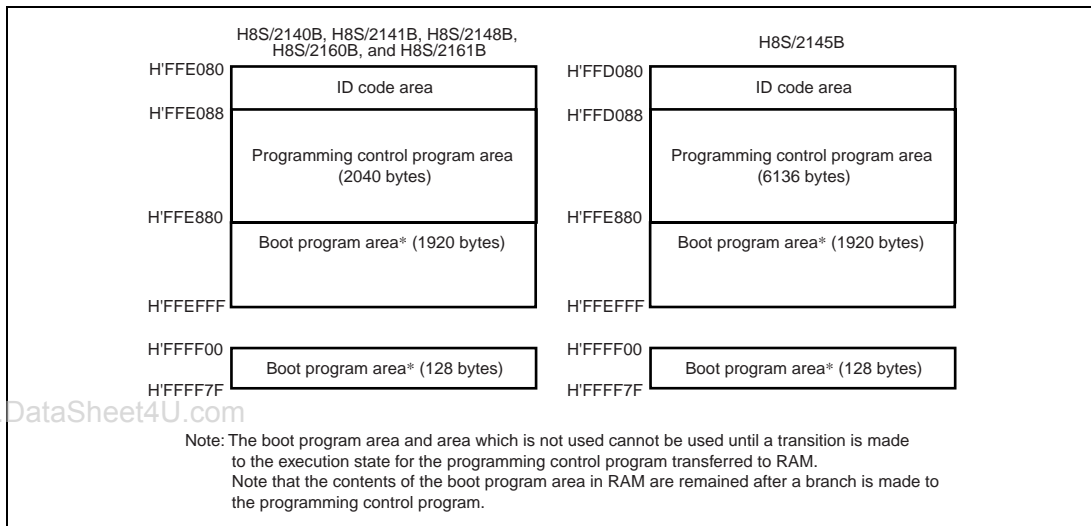 H8S/2140B, H8S/2141B, H8S/2148B,
H8S/2160B, and H8S/2161B
H'FFE080
ID code area
H'FFE088
Programming control program area
(2040 bytes)
H'FFE880
Boot program area* (1920 bytes)
H'FFEFFF
H'FFFF00
Boot program area* (128 bytes)
H'FFFF7F
H8S/2145B
H'FFD080
ID code area
H'FFD088
Programming control program area
(6136 bytes)
H'FFE880
Boot program area* (1920 bytes)
H'FFEFFF
H'FFFF00
Boot program area* (128 bytes)
H'FFFF7F
.DataSheet4U.com
Note: The boot program area and area which is not used cannot be used until a transition is made
to the execution state for the programming control program transferred to RAM.
Note that the contents of the boot program area in RAM are remained after a branch is made to
the programming control program.